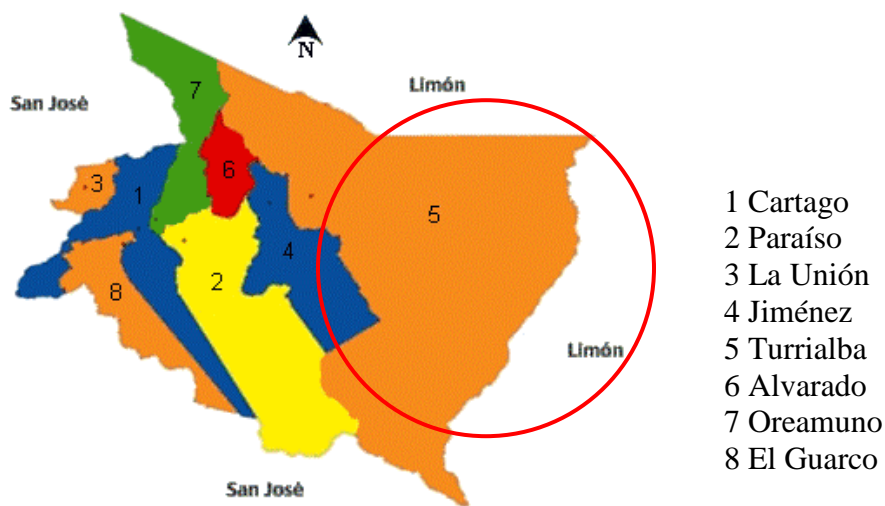 N
Limón
San José
7
6
3
1
5
4
2
8
Limón
San José
1 Cartago
2 Paraíso
3 La Unión
4 Jiménez
5 Turrialba
6 Alvarado
7 Oreamuno
8 El Guarco